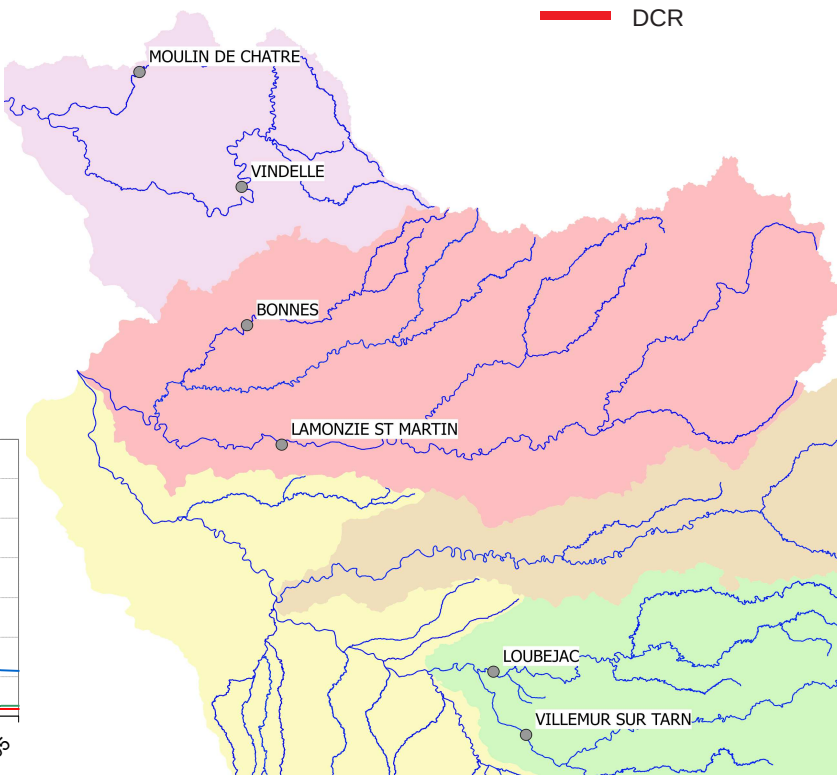 DCR
MOULIN DE CHATRE
VINDELLE
BONNES
LAMONZIE ST MARTIN
LOUBEJAC
VILLEMUR SUR TARN